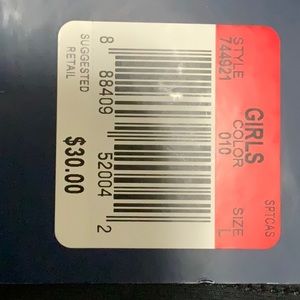 SPTCAS
GIRLS
STYLE COLOR SIZE
744921 010 L
8 88409 52004 2
SUGGESTED
RETAIL
$30.00